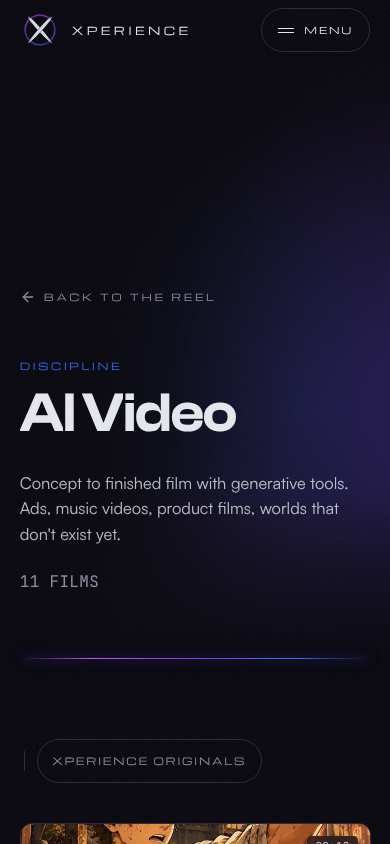 XPERIENCE
MENU
BACK TO THE REEL
DISCIPLINE
AI Video
Concept to finished film with generative tools.
Ads, music videos, product films, worlds that
don't exist yet.
11 FILMS
XPERIENCE ORIGINALS